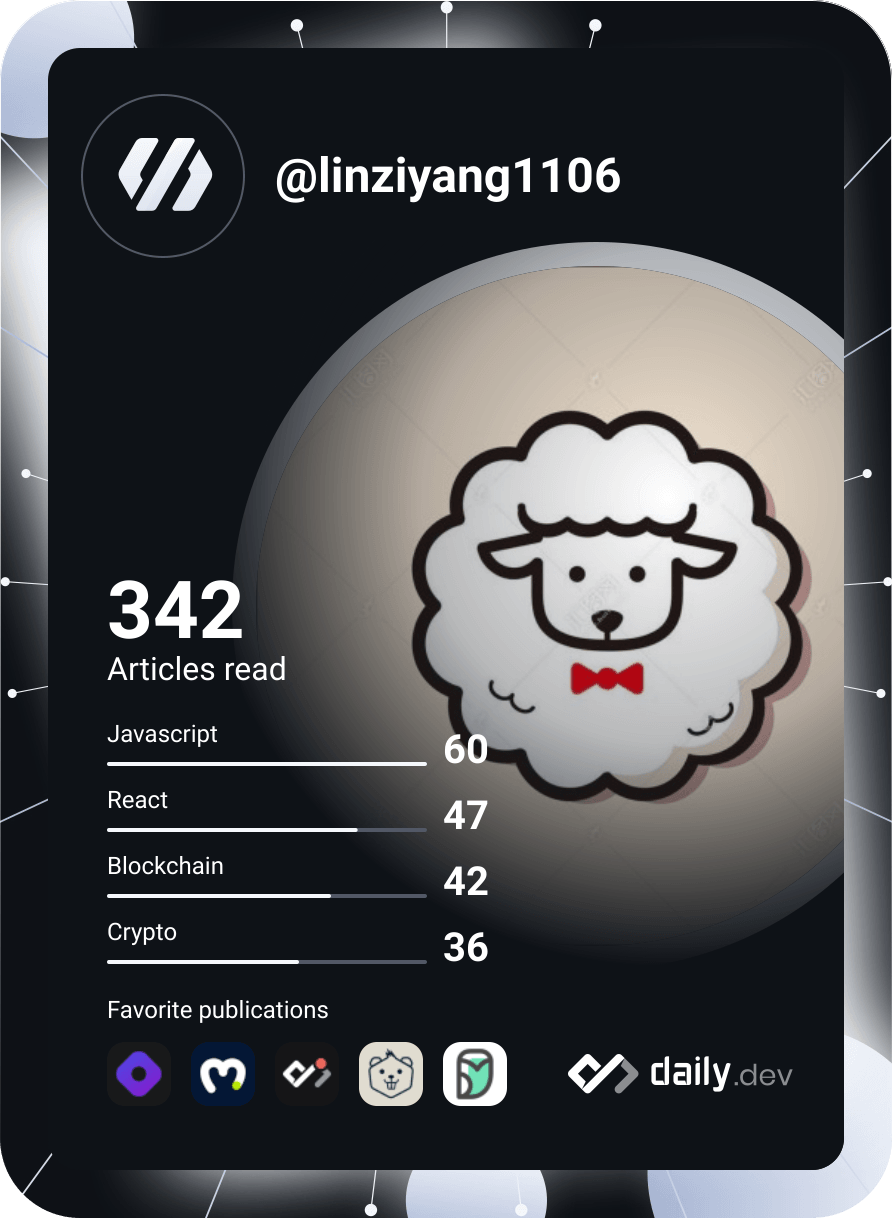 @linziyang1106
342
Articles read
Javascript
60
React
47
Blockchain
42
Crypto
36
Favorite publications
daily.dev